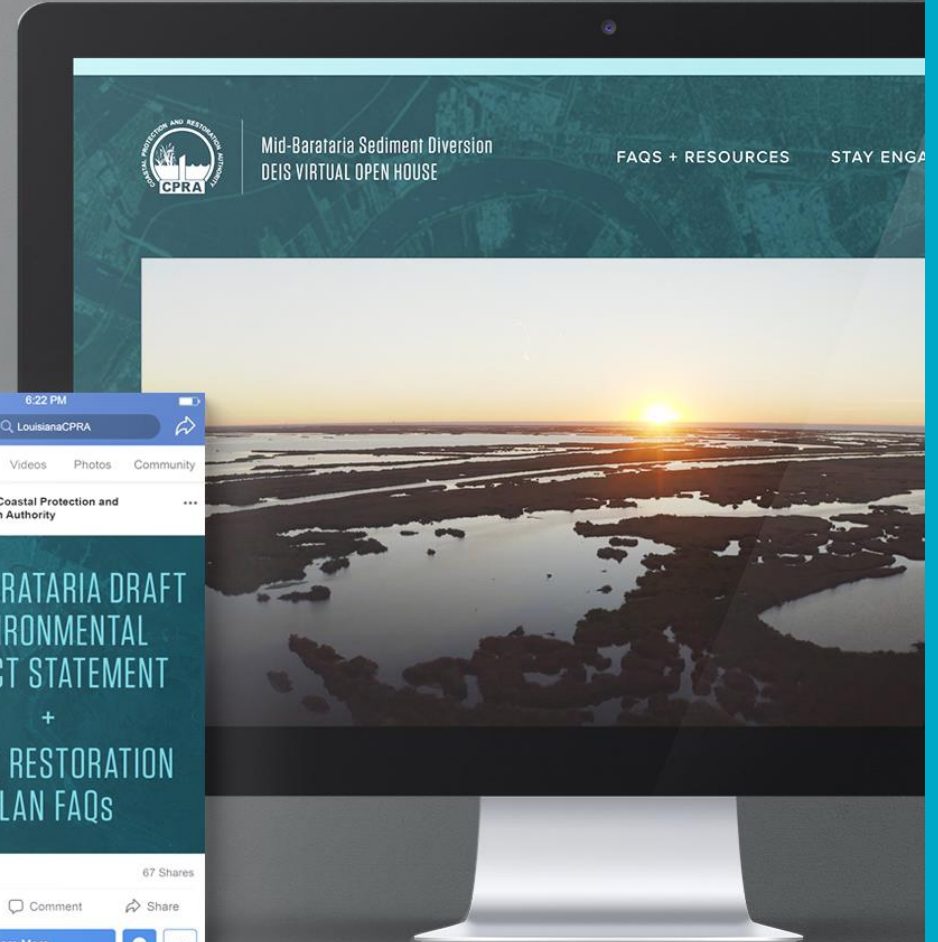 COASTAL PROTECTION AND RESTORATION AUTHORITY
CPRA
Mid-Barataria Sediment Diversion
DEIS VIRTUAL OPEN HOUSE
FAQS + RESOURCES
STAY ENGA
6:22 PM
LouisianaCPRA
Videos Photos Community
Coastal Protection and
n Authority
RATARIA DRAFT
IRONMENTAL
CT STATEMENT
+
RESTORATION
LAN FAQs
67 Shares
Comment Share